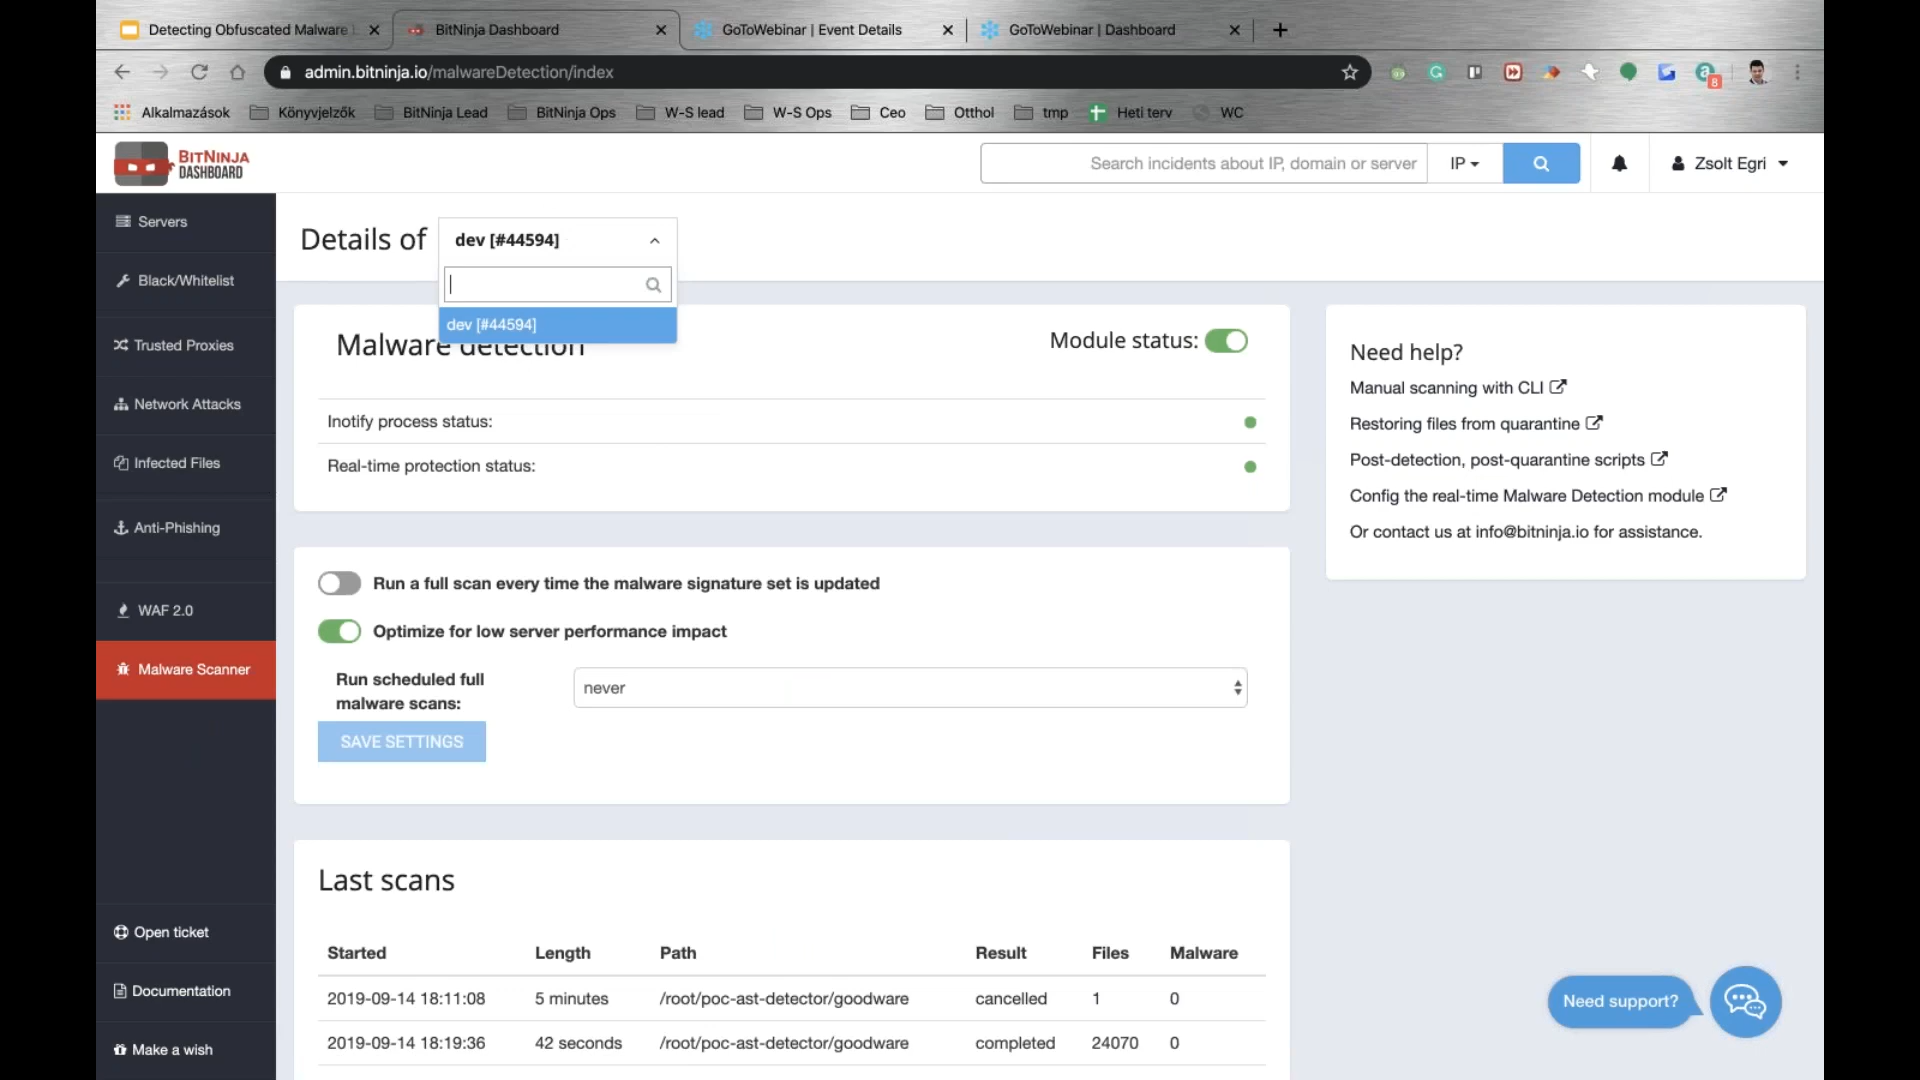 Detecting Obfuscated Malware
BitNinja Dashboard
GoToWebinar | Event Details
GoToWebinar | Dashboard
admin.bitninja.io/malwareDetection/index
8
Alkalmazások
Könyvjelzők
BitNinja Lead
BitNinja Ops
W-S lead
W-S Ops
Ceo
Otthol
tmp
Heti terv
WC
BITNINJA
DASHBOARD
Search incidents about IP, domain or server
IP
Zsolt Egri
Servers
Black/Whitelist
Trusted Proxies
Network Attacks
Infected Files
Anti-Phishing
WAF 2.0
Malware Scanner
Open ticket
Documentation
Make a wish
Details of
dev [#44594]
dev [#44594]
Malware detection
Module status:
Inotify process status:
Real-time protection status:
Run a full scan every time the malware signature set is updated
Optimize for low server performance impact
Run scheduled full
malware scans:
never
SAVE SETTINGS
Last scans
Started Length Path Result Files Malware
2019-09-14 18:11:08 5 minutes /root/poc-ast-detector/goodware cancelled 1 0
2019-09-14 18:19:36 42 seconds /root/poc-ast-detector/goodware completed 24070 0
Need help?
Manual scanning with CLI
Restoring files from quarantine
Post-detection, post-quarantine scripts
Config the real-time Malware Detection module
Or contact us at info@bitninja.io for assistance.
Need support?